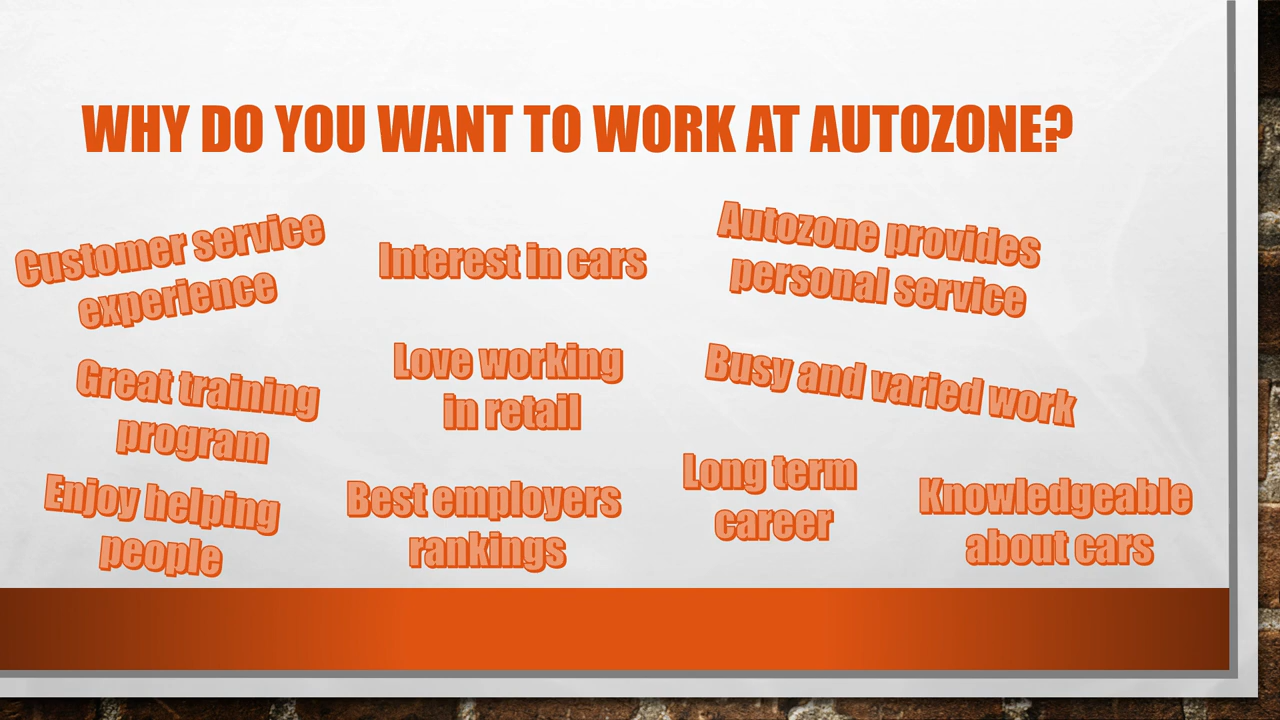 WHY DO YOU WANT TO WORK AT AUTOZONE?
Customer service
experience
Interest in cars
Autozone provides
personal service
Great training
program
Love working
in retail
Busy and varied work
Enjoy helping
people
Best employers
rankings
Long term
career
Knowledgeable
about cars